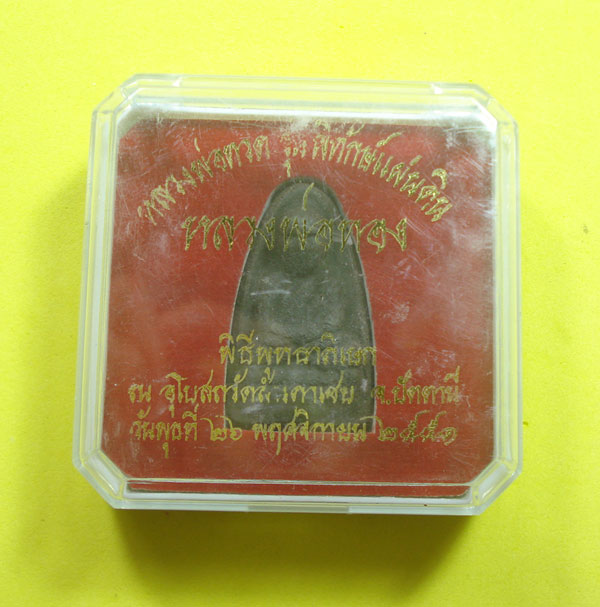 หลวงพ่อทวด รุ่น พิทักษ์แผ่นดิน
หลวงพ่อทอง
พิธีพุทธาภิเษก
ณ อุโบสถวัดสำเภาเชย จ.ปัตตานี
วันพุธที่ ๒๖ พฤศจิกายน ๒๕๕๑